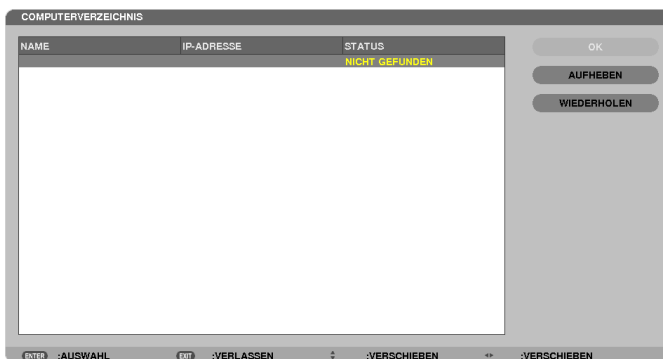 COMPUTERVERZEICHNIS
NAME IP-ADRESSE STATUS
NICHT GEFUNDEN
OK
AUFHEBEN
WIEDERHOLEN
ENTER :AUSWAHL EXIT :VERLASSEN :VERSCHIEBEN :VERSCHIEBEN